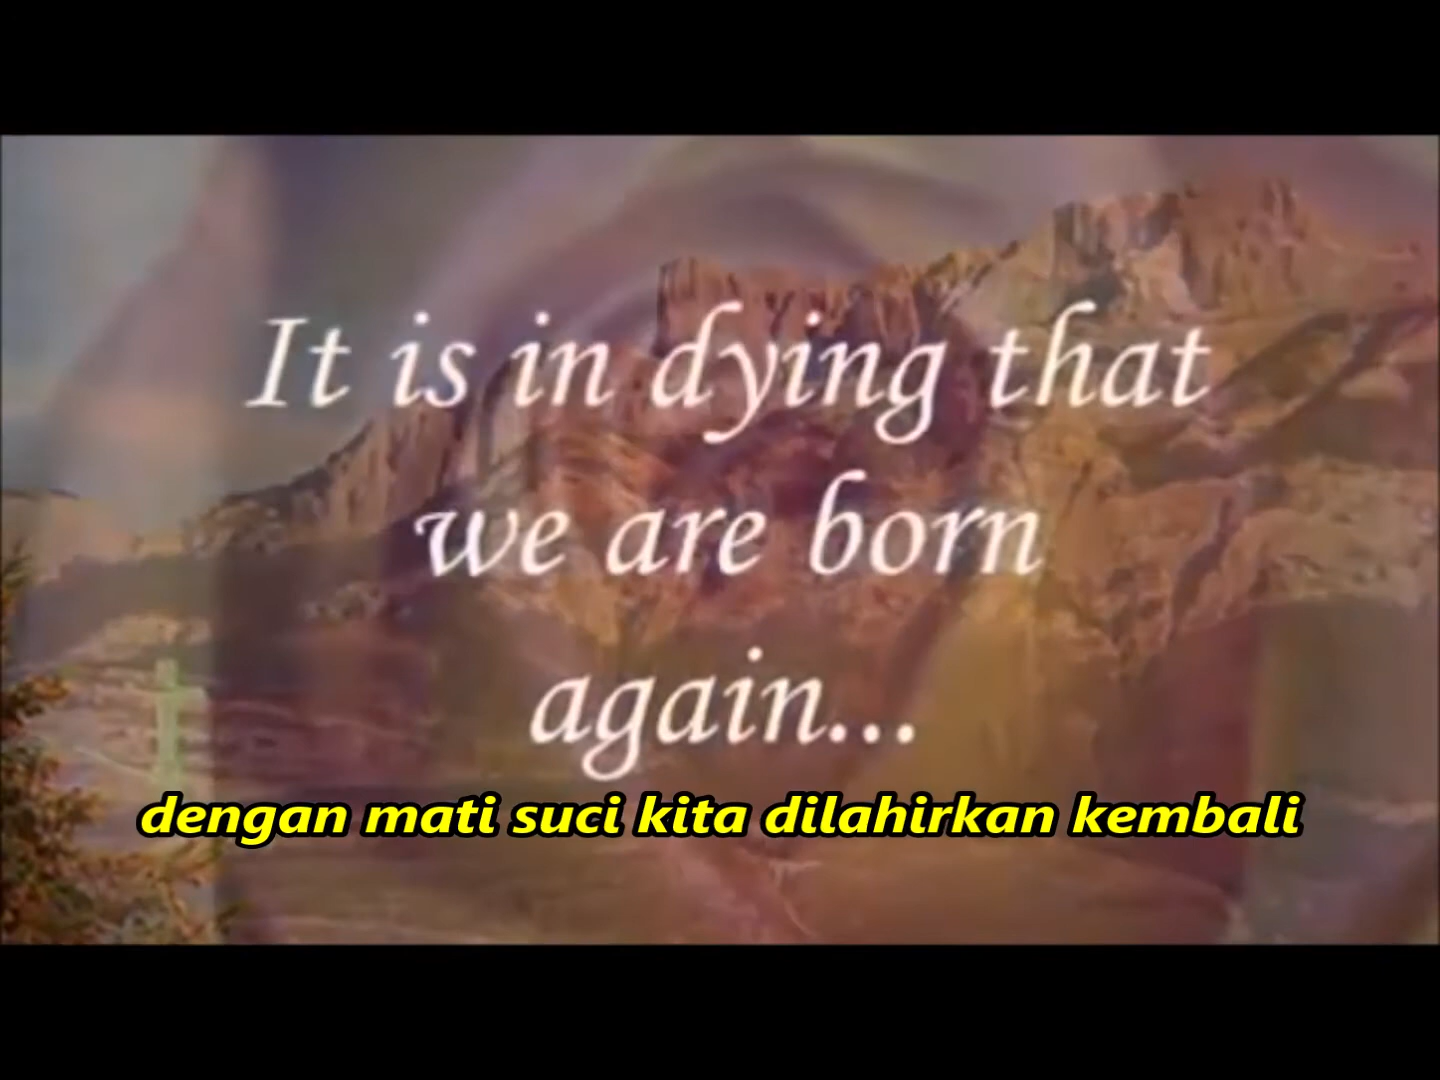 It is in dying that
we are born
again...
dengan mati suci kita dilahirkan kembali